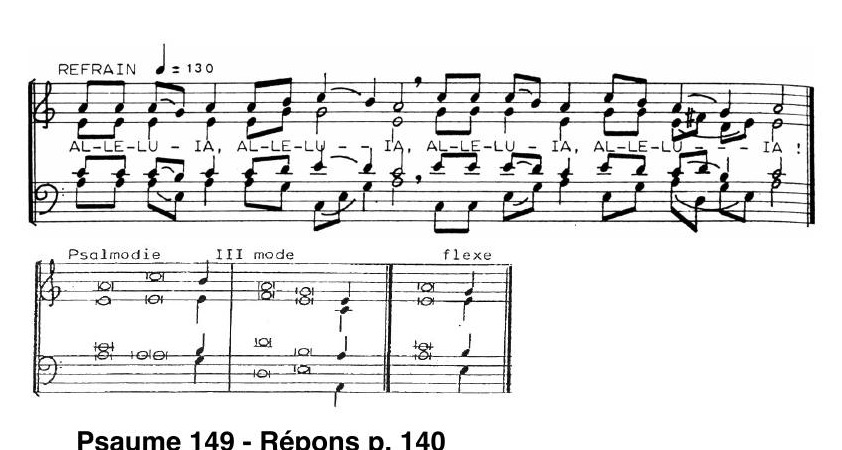 REFRAIN ♩ = 130
AL-LE-LU - IA, AL-LE-LU - - IA, AL-LE-LU - IA, AL-LE-LU - - - IA !
Psalmodie III mode flexe
Psaume 149 - Répons p. 140